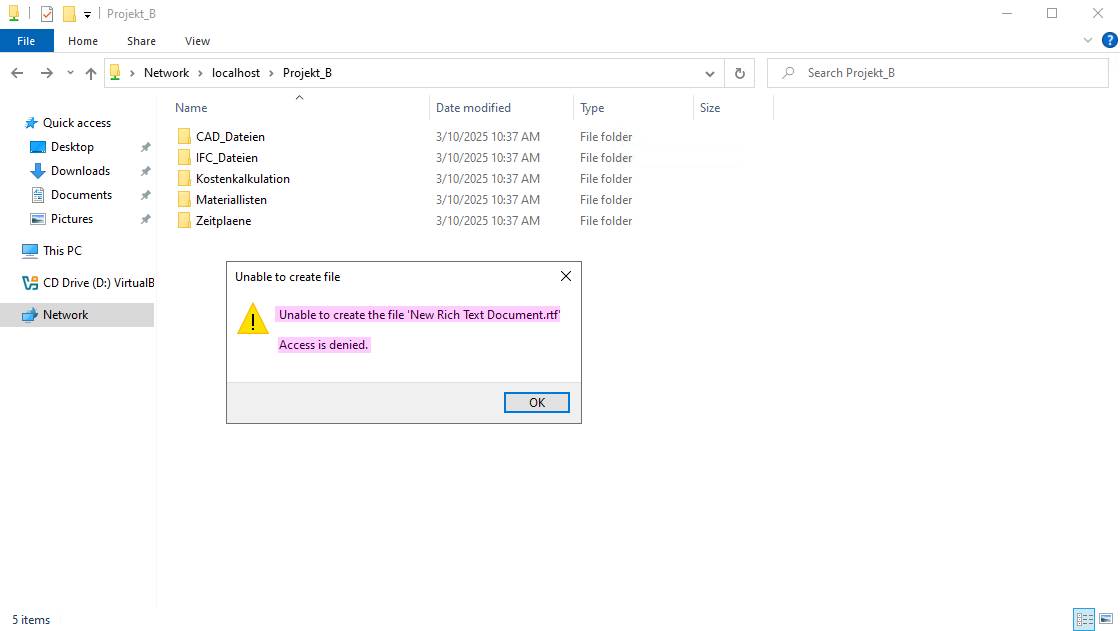 Projekt_B
File Home Share View
Network > localhost > Projekt_B
Search Projekt_B
Name Date modified Type Size
Quick access
Desktop
Downloads
Documents
Pictures
This PC
CD Drive (D:) VirtualB
Network
CAD_Dateien 3/10/2025 10:37 AM File folder
IFC_Dateien 3/10/2025 10:37 AM File folder
Kostenkalkulation 3/10/2025 10:37 AM File folder
Materiallisten 3/10/2025 10:37 AM File folder
Zeitplaene 3/10/2025 10:37 AM File folder
Unable to create file
Unable to create the file 'New Rich Text Document.rtf'
Access is denied.
OK
5 items